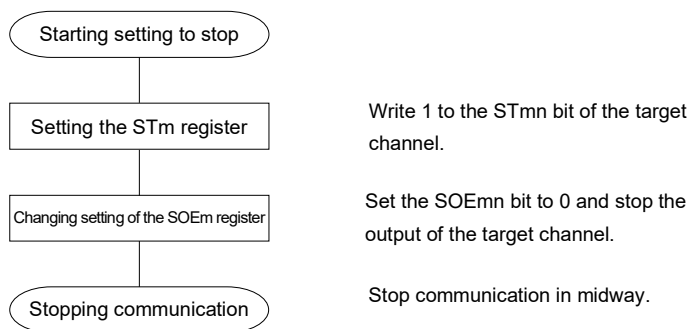 Starting setting to stop
Setting the STm register
Write 1 to the STmn bit of the target
channel.
Changing setting of the SOEm register
Set the SOEmn bit to 0 and stop the
output of the target channel.
Stopping communication
Stop communication in midway.